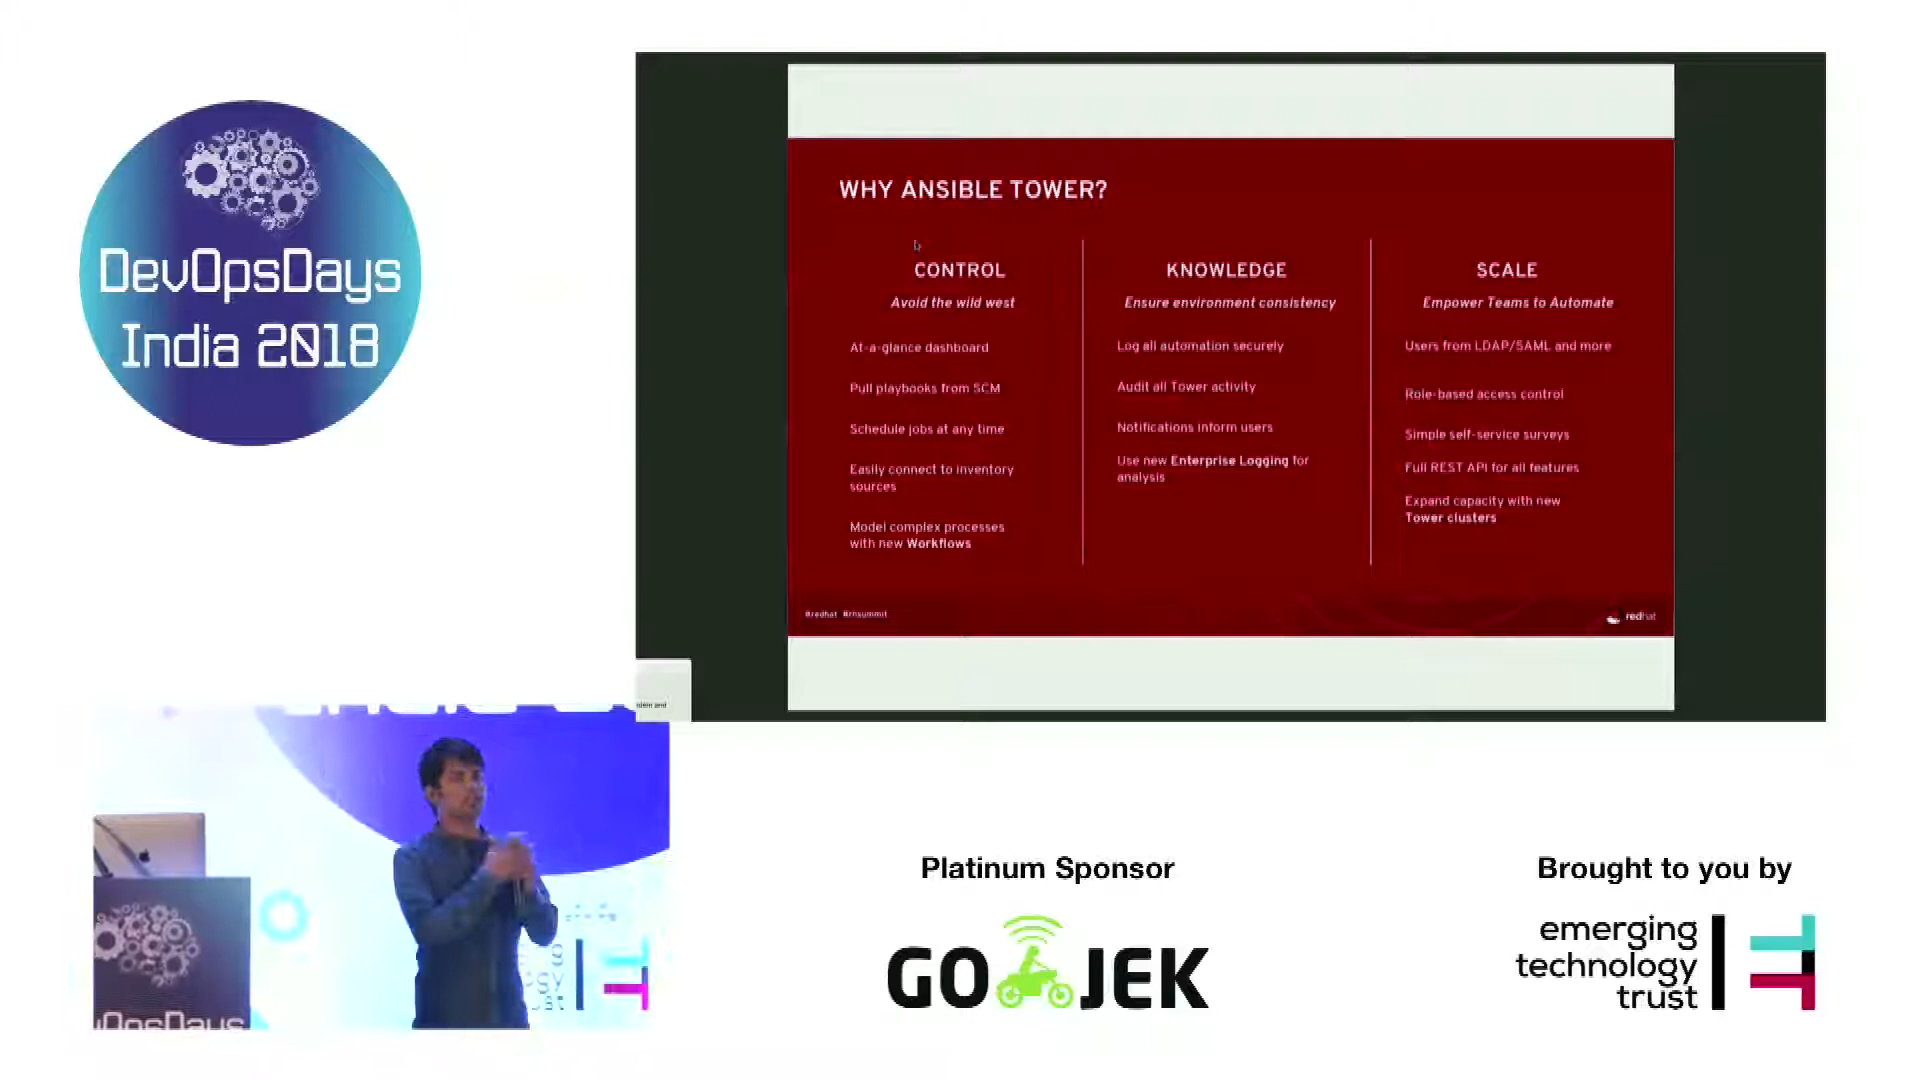 DevOpsDays
India 2018
WHY ANSIBLE TOWER?
CONTROL
Avoid the wild west
At-a-glance dashboard
Pull playbooks from SCM
Schedule jobs at any time
Easily connect to inventory
sources
Model complex processes
with new Workflows
KNOWLEDGE
Ensure environment consistency
Log all automation securely
Audit all Tower activity
Notifications inform users
Use new Enterprise Logging for
analysis
SCALE
Empower Teams to Automate
Users from LDAP/SAML and more
Role-based access control
Simple self-service surveys
Full REST API for all features
Expand capacity with new
Tower clusters
#redhat #rhsummit
redhat
Platinum Sponsor
GO JEK
Brought to you by
emerging
technology
trust